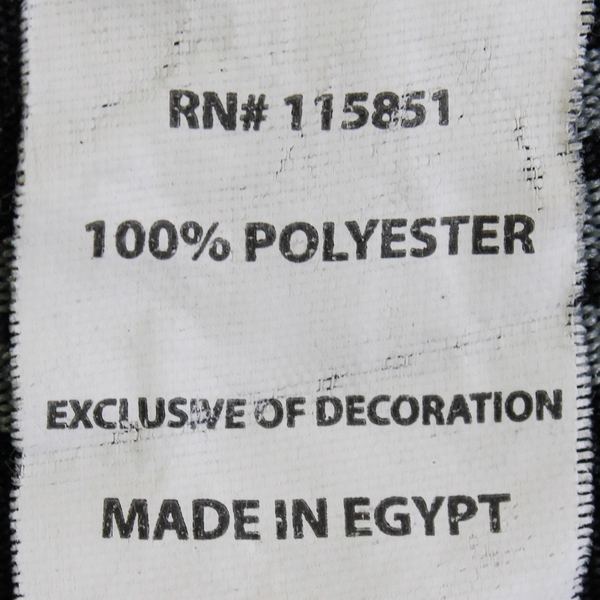 RN# 115851
100% POLYESTER
EXCLUSIVE OF DECORATION
MADE IN EGYPT